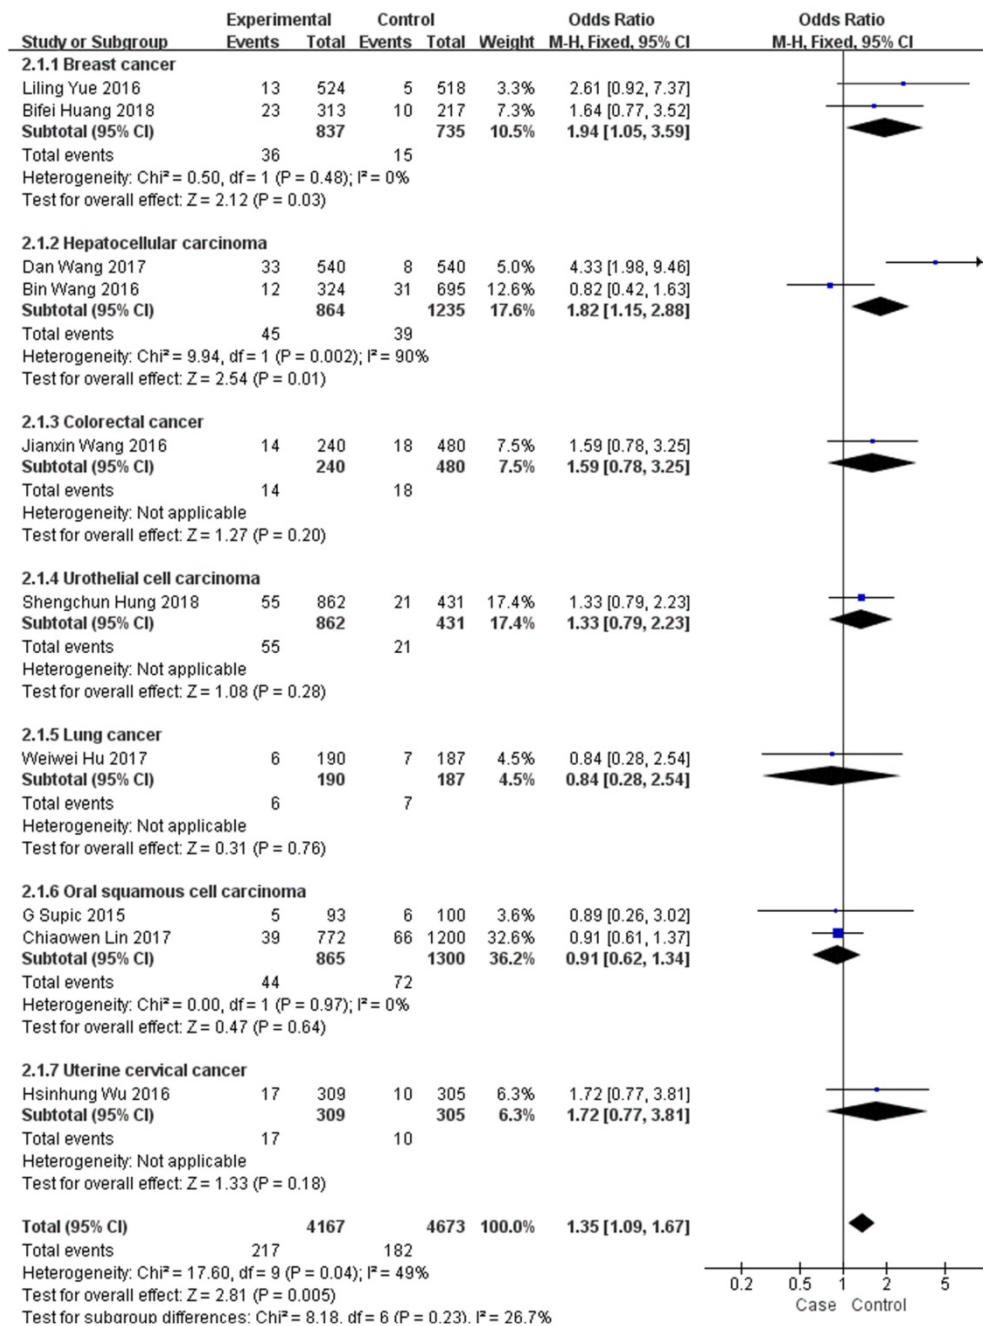 Experimental Control Odds Ratio Odds Ratio
Study or Subgroup Events Total Events Total Weight M-H, Fixed, 95% CI M-H, Fixed, 95% CI
2.1.1 Breast cancer
Liling Yue 2016 13 524 5 518 3.3% 2.61 [0.92, 7.37]
Bifei Huang 2018 23 313 10 217 7.3% 1.64 [0.77, 3.52]
Subtotal (95% CI) 837 735 10.5% 1.94 [1.05, 3.59]
Total events 36 15
Heterogeneity: Chi² = 0.50, df = 1 (P = 0.48); I² = 0%
Test for overall effect: Z = 2.12 (P = 0.03)
2.1.2 Hepatocellular carcinoma
Dan Wang 2017 33 540 8 540 5.0% 4.33 [1.98, 9.46]
Bin Wang 2016 12 324 31 695 12.6% 0.82 [0.42, 1.63]
Subtotal (95% CI) 864 1235 17.6% 1.82 [1.15, 2.88]
Total events 45 39
Heterogeneity: Chi² = 9.94, df = 1 (P = 0.002); I² = 90%
Test for overall effect: Z = 2.54 (P = 0.01)
2.1.3 Colorectal cancer
Jianxin Wang 2016 14 240 18 480 7.5% 1.59 [0.78, 3.25]
Subtotal (95% CI) 240 480 7.5% 1.59 [0.78, 3.25]
Total events 14 18
Heterogeneity: Not applicable
Test for overall effect: Z = 1.27 (P = 0.20)
2.1.4 Urothelial cell carcinoma
Shengchun Hung 2018 55 862 21 431 17.4% 1.33 [0.79, 2.23]
Subtotal (95% CI) 862 431 17.4% 1.33 [0.79, 2.23]
Total events 55 21
Heterogeneity: Not applicable
Test for overall effect: Z = 1.08 (P = 0.28)
2.1.5 Lung cancer
Weiwei Hu 2017 6 190 7 187 4.5% 0.84 [0.28, 2.54]
Subtotal (95% CI) 190 187 4.5% 0.84 [0.28, 2.54]
Total events 6 7
Heterogeneity: Not applicable
Test for overall effect: Z = 0.31 (P = 0.76)
2.1.6 Oral squamous cell carcinoma
G Supic 2015 5 93 6 100 3.6% 0.89 [0.26, 3.02]
Chiaowen Lin 2017 39 772 66 1200 32.6% 0.91 [0.61, 1.37]
Subtotal (95% CI) 865 1300 36.2% 0.91 [0.62, 1.34]
Total events 44 72
Heterogeneity: Chi² = 0.00, df = 1 (P = 0.97); I² = 0%
Test for overall effect: Z = 0.47 (P = 0.64)
2.1.7 Uterine cervical cancer
Hsinhung Wu 2016 17 309 10 305 6.3% 1.72 [0.77, 3.81]
Subtotal (95% CI) 309 305 6.3% 1.72 [0.77, 3.81]
Total events 17 10
Heterogeneity: Not applicable
Test for overall effect: Z = 1.33 (P = 0.18)
Total (95% CI) 4167 4673 100.0% 1.35 [1.09, 1.67]
Total events 217 182
Heterogeneity: Chi² = 17.60, df = 9 (P = 0.04); I² = 49%
Test for overall effect: Z = 2.81 (P = 0.005)
Test for subgroup differences: Chi² = 8.18, df = 6 (P = 0.23), I² = 26.7%
0.2 0.5 1 2 5
Case Control